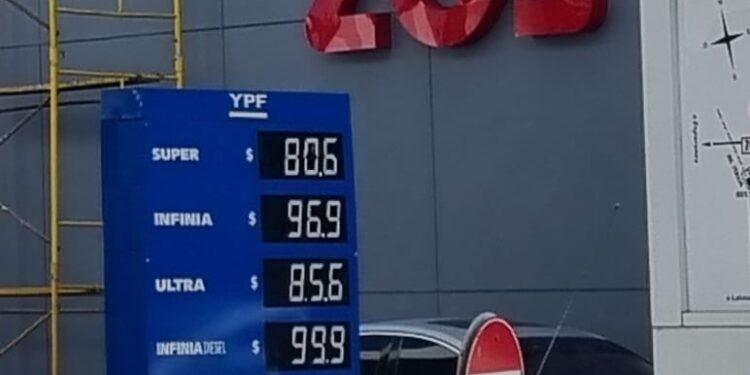 YPF
SUPER $ 80.6
INFINIA $ 96.9
ULTRA $ 85.6
INFINIA DIESEL $ 99.9